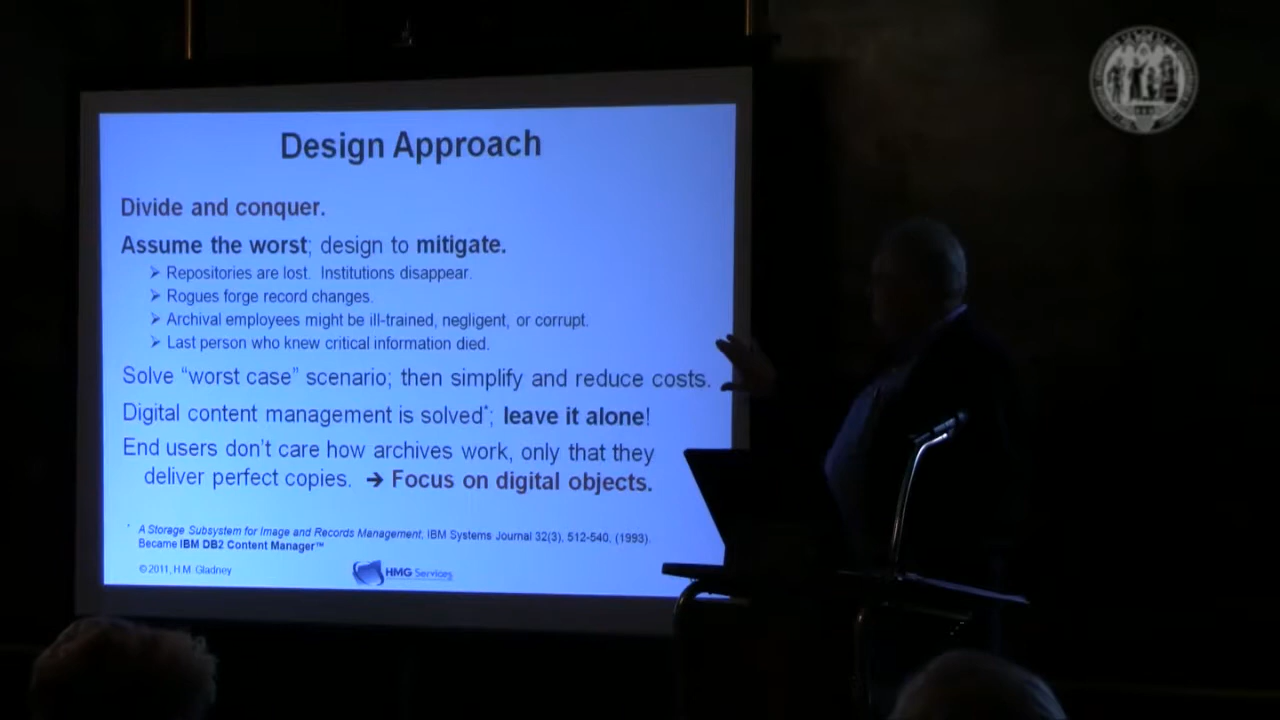 Design Approach
Divide and conquer.
Assume the worst; design to mitigate.
➢ Repositories are lost. Institutions disappear.
➢ Rogues forge record changes.
➢ Archival employees might be ill-trained, negligent, or corrupt.
➢ Last person who knew critical information died.
Solve “worst case” scenario; then simplify and reduce costs.
Digital content management is solved*; leave it alone!
End users don’t care how archives work, only that they
deliver perfect copies. ➔ Focus on digital objects.
* A Storage Subsystem for Image and Records Management, IBM Systems Journal 32(3), 512-540, (1993).
Became IBM DB2 Content Manager™
© 2011, H.M. Gladney
HMG Services